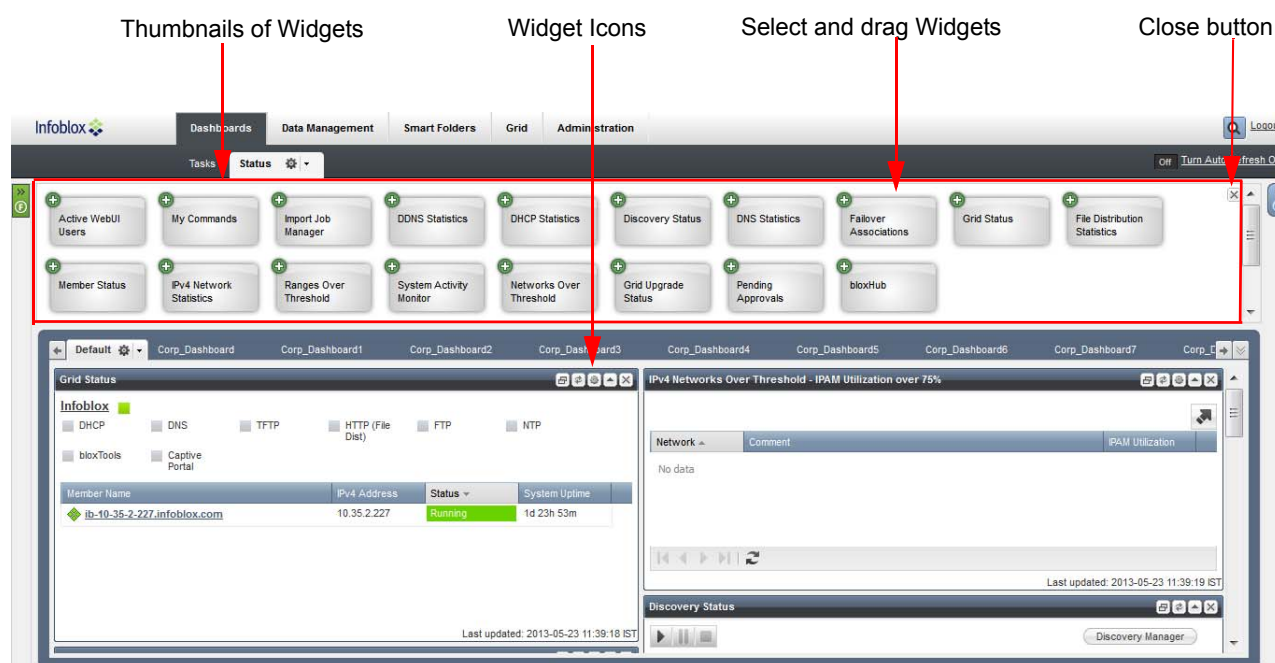 Thumbnails of Widgets
Widget Icons
Select and drag Widgets
Close button
Infoblox
Dashboards
Data Management
Smart Folders
Grid
Administration
Tasks
Status
Off
Active WebUI
Users
My Commands
Import Job
Manager
DDNS Statistics
DHCP Statistics
Discovery Status
DNS Statistics
Failover
Associations
Grid Status
File Distribution
Statistics
Member Status
IPv4 Network
Statistics
Ranges Over
Threshold
System Activity
Monitor
Networks Over
Threshold
Grid Upgrade
Status
Pending
Approvals
bloxHub
Default
Corp_Dashboard
Corp_Dashboard1
Corp_Dashboard2
Corp_Dashboard3
Corp_Dashboard4
Corp_Dashboard5
Corp_Dashboard6
Corp_Dashboard7
Grid Status
Infoblox
DHCP
DNS
TFTP
HTTP (File
Dist)
FTP
NTP
bloxTools
Captive
Portal
Member Name
IPv4 Address
Status
System Uptime
ib-10-35-2-227.infoblox.com
10.35.2.227
Running
1d 23h 53m
Last updated: 2013-05-23 11:39:18 IST
IPv4 Networks Over Threshold - IPAM Utilization over 75%
Network
Comment
IPAM Utilization
No data
Last updated: 2013-05-23 11:39:19 IST
Discovery Status
Discovery Manager